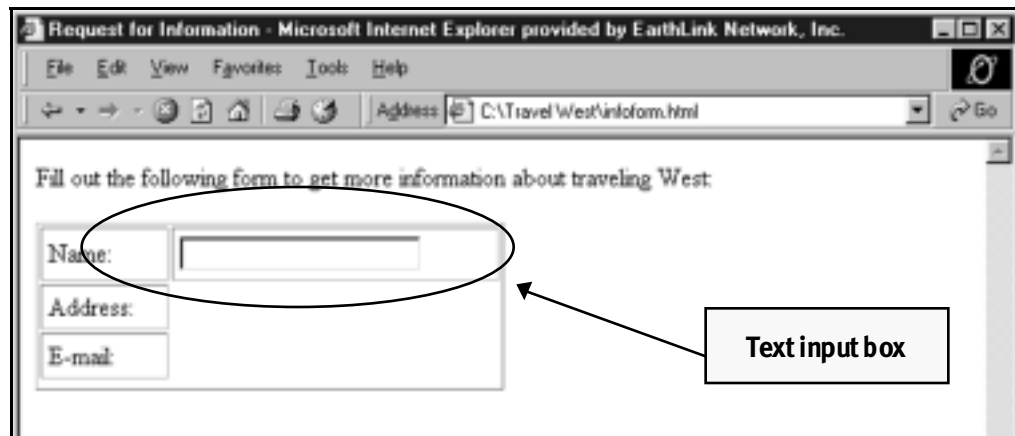 Request for Information - Microsoft Internet Explorer provided by EarthLink Network, Inc.
File Edit View Favorites Tools Help
Address C:\Travel West\infoform.html Go
Fill out the following form to get more information about traveling West:
Name:
Address:
E-mail:
Text input box